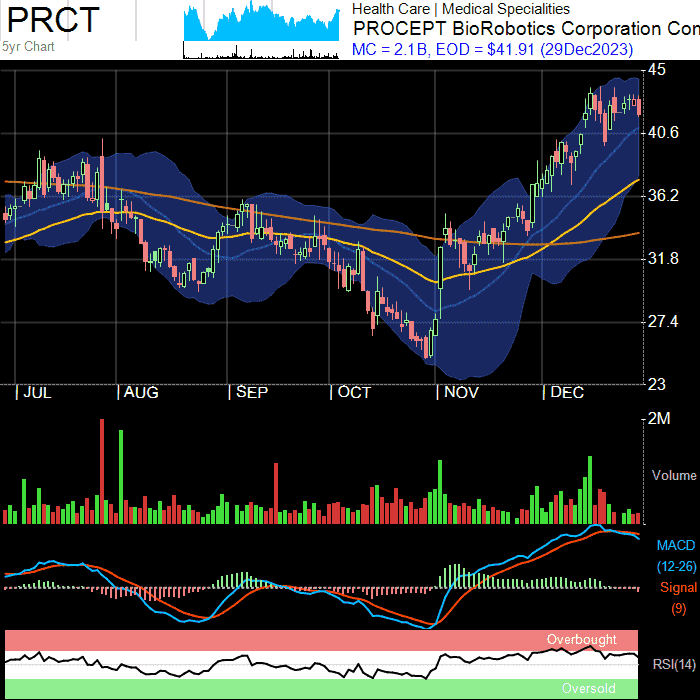 PRCT
5yr Chart
Health Care | Medical Specialities
PROCEPT BioRobotics Corporation Con
MC = 2.1B, EOD = $41.91 (29Dec2023)
45
40.6
36.2
31.8
27.4
23
JUL AUG SEP OCT NOV DEC
2M
Volume
MACD
(12-26)
Signal
(9)
Overbought
RSI(14)
Oversold